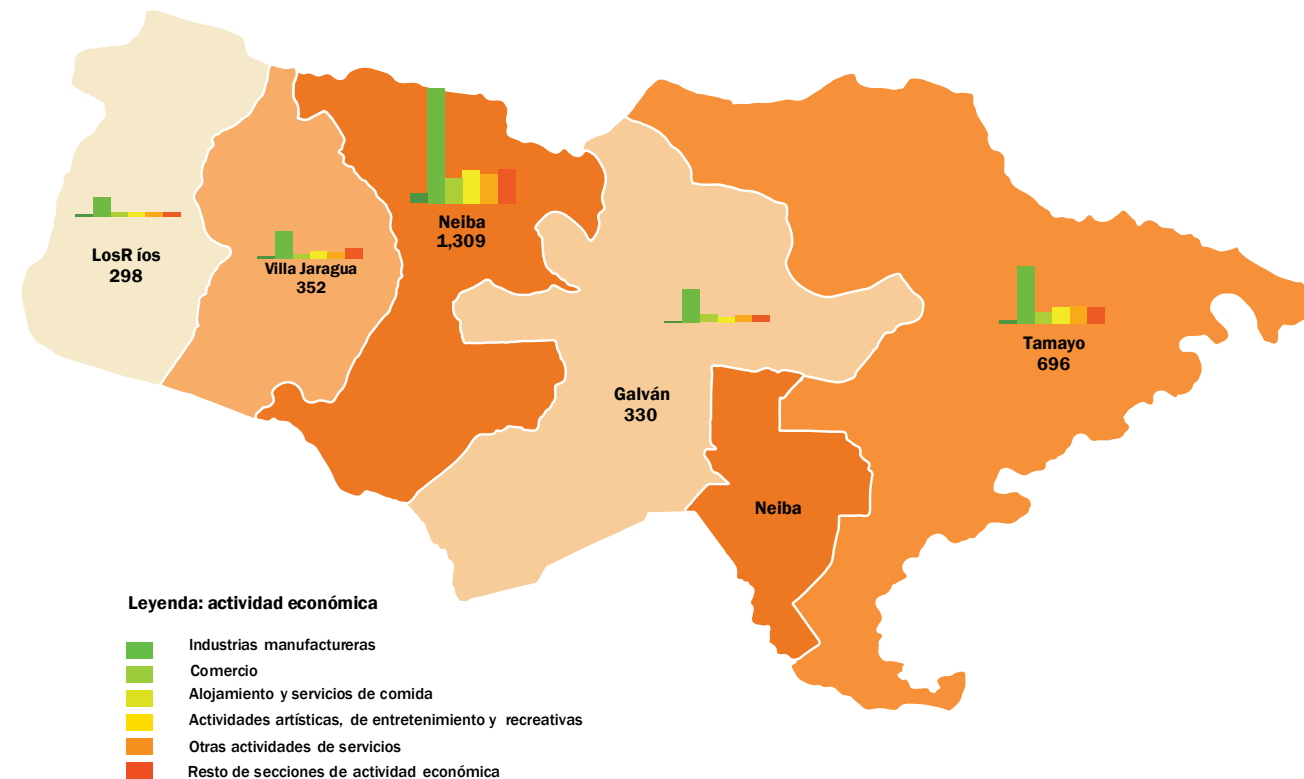 LosR íos
298
Villa Jaragua
352
Neiba
1,309
Galván
330
Tamayo
696
Neiba
Leyenda: actividad económica
Industrias manufactureras
Comercio
Alojamiento y servicios de comida
Actividades artísticas, de entretenimiento y recreativas
Otras actividades de servicios
Resto de secciones de actividad económica